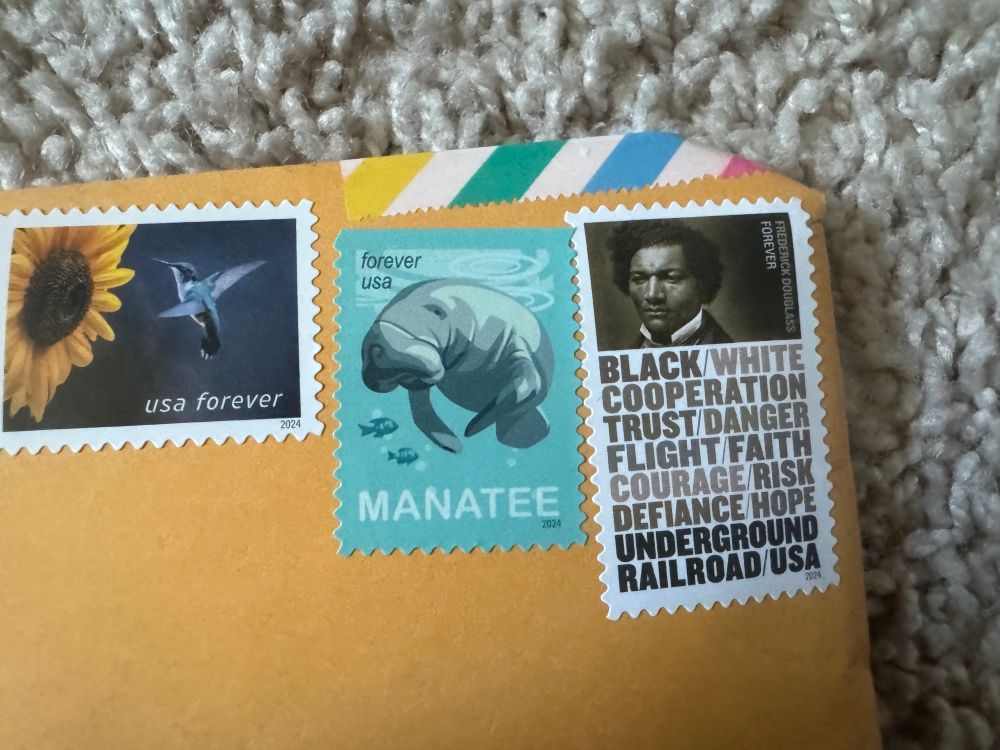 usa forever
2024
forever
usa
MANATEE
2024
FREDERICK DOUGLASS
FOREVER
BLACK/WHITE
COOPERATION
TRUST/DANGER
FLIGHT/FAITH
COURAGE/RISK
DEFIANCE/HOPE
UNDERGROUND
RAILROAD/USA
2024